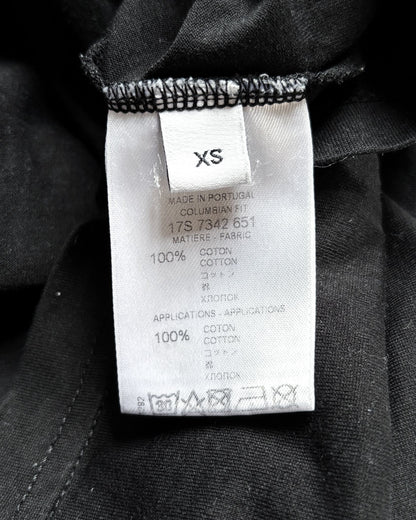 XS
MADE IN PORTUGAL
COLUMBIAN FIT
17S 7342 651
MATIERE - FABRIC
100% COTON
COTTON
コットン
棉
ХЛОПОК
APPLICATIONS - APPLICATIONS
100% COTON
COTTON
コットン
棉
ХЛОПОК
30